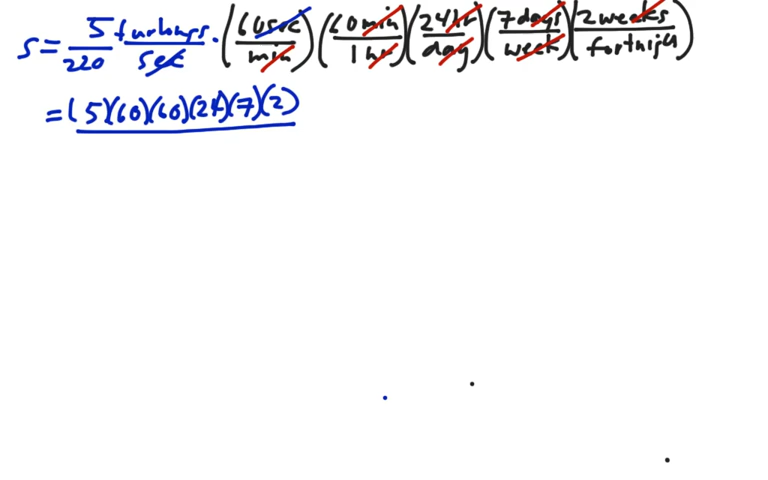 s = 5/220 furlongs/sec · (60 sec/min)(60 min/1 hr)(24 hr/day)(7 days/week)(2 weeks/fortnight)
= (5)(60)(60)(24)(7)(2)